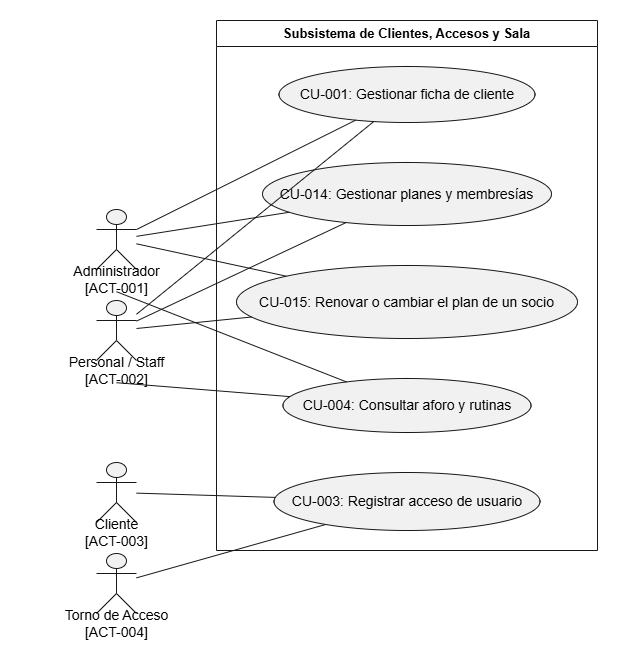 Subsistema de Clientes, Accesos y Sala
CU-001: Gestionar ficha de cliente
CU-014: Gestionar planes y membresías
Administrador
[ACT-001]
CU-015: Renovar o cambiar el plan de un socio
Personal / Staff
[ACT-002]
CU-004: Consultar aforo y rutinas
CU-003: Registrar acceso de usuario
Cliente
[ACT-003]
Torno de Acceso
[ACT-004]